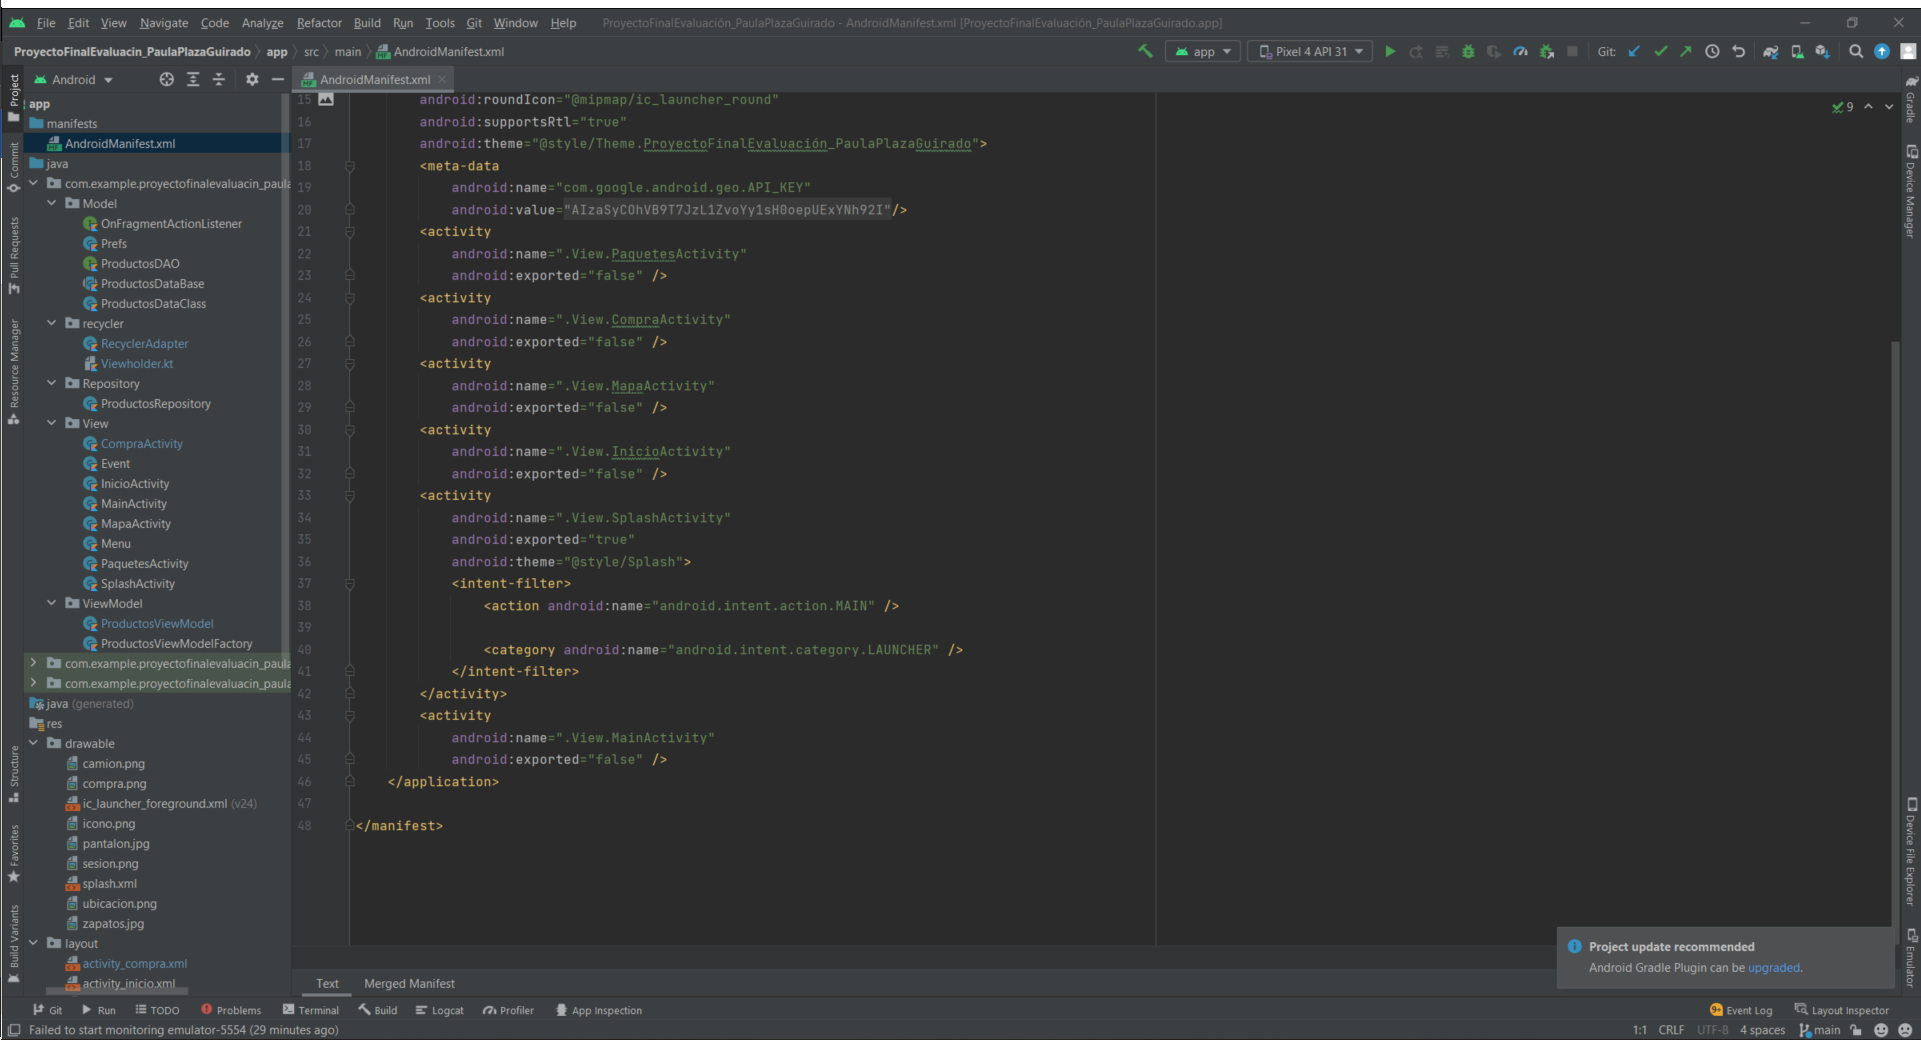 File Edit View Navigate Code Analyze Refactor Build Run Tools Git Window Help ProyectoFinalEvaluación_PaulaPlazaGuirado - AndroidManifest.xml [ProyectoFinalEvaluación_PaulaPlazaGuirado.app]
ProyectoFinalEvaluacin_PaulaPlazaGuirado app src main AndroidManifest.xml app Pixel 4 API 31 Git:
Android AndroidManifest.xml
Project
Commit
Pull Requests
Resource Manager
Structure
Favorites
Build Variants
app
manifests
AndroidManifest.xml
java
com.example.proyectofinalevaluacin_paula
Model
OnFragmentActionListener
Prefs
ProductosDAO
ProductosDataBase
ProductosDataClass
recycler
RecyclerAdapter
Viewholder.kt
Repository
ProductosRepository
View
CompraActivity
Event
InicioActivity
MainActivity
MapaActivity
Menu
PaquetesActivity
SplashActivity
ViewModel
ProductosViewModel
ProductosViewModelFactory
com.example.proyectofinalevaluacin_paula
com.example.proyectofinalevaluacin_paula
java (generated)
res
drawable
camion.png
compra.png
ic_launcher_foreground.xml (v24)
icono.png
pantalon.jpg
sesion.png
splash.xml
ubicacion.png
zapatos.jpg
layout
activity_compra.xml
activity_inicio.xml
15 android:roundIcon="@mipmap/ic_launcher_round"
16 android:supportsRtl="true"
17 android:theme="@style/Theme.ProyectoFinalEvaluación_PaulaPlazaGuirado">
18 <meta-data
19 android:name="com.google.android.geo.API_KEY"
20 android:value="AIzaSyCOhVB9T7JzL1ZvoYy1sH0oepUExYNh92I"/>
21 <activity
22 android:name=".View.PaquetesActivity"
23 android:exported="false" />
24 <activity
25 android:name=".View.CompraActivity"
26 android:exported="false" />
27 <activity
28 android:name=".View.MapaActivity"
29 android:exported="false" />
30 <activity
31 android:name=".View.InicioActivity"
32 android:exported="false" />
33 <activity
34 android:name=".View.SplashActivity"
35 android:exported="true"
36 android:theme="@style/Splash">
37 <intent-filter>
38 <action android:name="android.intent.action.MAIN" />
39
40 <category android:name="android.intent.category.LAUNCHER" />
41 </intent-filter>
42 </activity>
43 <activity
44 android:name=".View.MainActivity"
45 android:exported="false" />
46 </application>
47
48 </manifest>
9
Gradle
Device Manager
Device File Explorer
Emulator
Project update recommended
Android Gradle Plugin can be upgraded.
Text Merged Manifest
Git Run TODO Problems Terminal Build Logcat Profiler App Inspection 9+ Event Log Layout Inspector
Failed to start monitoring emulator-5554 (29 minutes ago) 1:1 CRLF UTF-8 4 spaces main